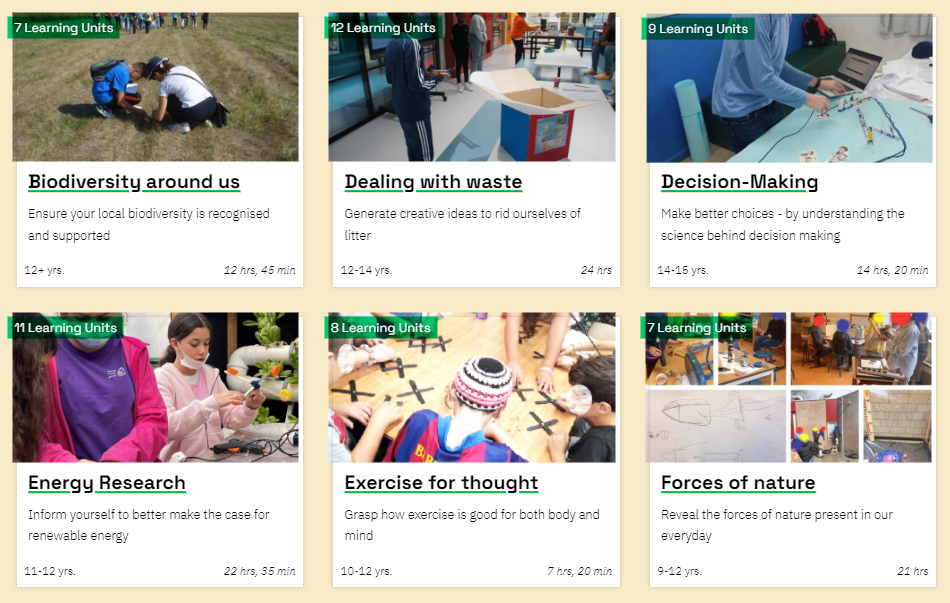 7 Learning Units
Biodiversity around us
Ensure your local biodiversity is recognised
and supported
12+ yrs.
12 hrs, 45 min
12 Learning Units
Dealing with waste
Generate creative ideas to rid ourselves of
litter
12-14 yrs.
24 hrs
9 Learning Units
Decision-Making
Make better choices - by understanding the
science behind decision making
14-15 yrs.
14 hrs, 20 min
11 Learning Units
Energy Research
Inform yourself to better make the case for
renewable energy
11-12 yrs.
22 hrs, 35 min
8 Learning Units
Exercise for thought
Grasp how exercise is good for both body and
mind
10-12 yrs.
7 hrs, 20 min
7 Learning Units
Forces of nature
Reveal the forces of nature present in our
everyday
9-12 yrs.
21 hrs